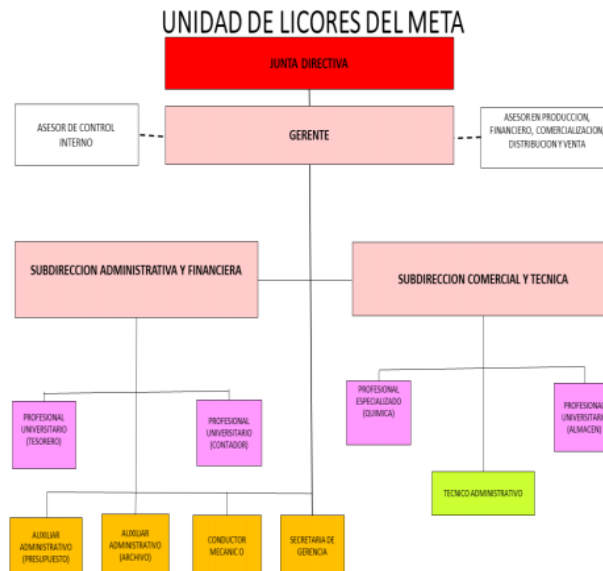 UNIDAD DE LICORES DEL META
JUNTA DIRECTIVA
ASESOR DE CONTROL
INTERNO
GERENTE
ASESOR EN PRODUCCION,
FINANCIERO, COMERCIALIZACION,
DISTRIBUCION Y VENTA
SUBDIRECCION ADMINISTRATIVA Y FINANCIERA
SUBDIRECCION COMERCIAL Y TECNICA
PROFESIONAL
UNIVERSITARIO
(TESORERO)
PROFESIONAL
UNIVERSITARIO
(CONTADOR)
PROFESIONAL
ESPECIALIZADO
(QUIMICA)
PROFESIONAL
UNIVERSITARI
(ALMACEN)
TECNICO ADMINISTRATIVO
AUXILIAR
ADMINISTRATIVO
(PRESUPUESTO)
AUXILIAR
ADMINISTRATIVO
(ARCHIVO)
CONDUCTOR
MECANIC O
SECRETARIA DE
GERENCIA